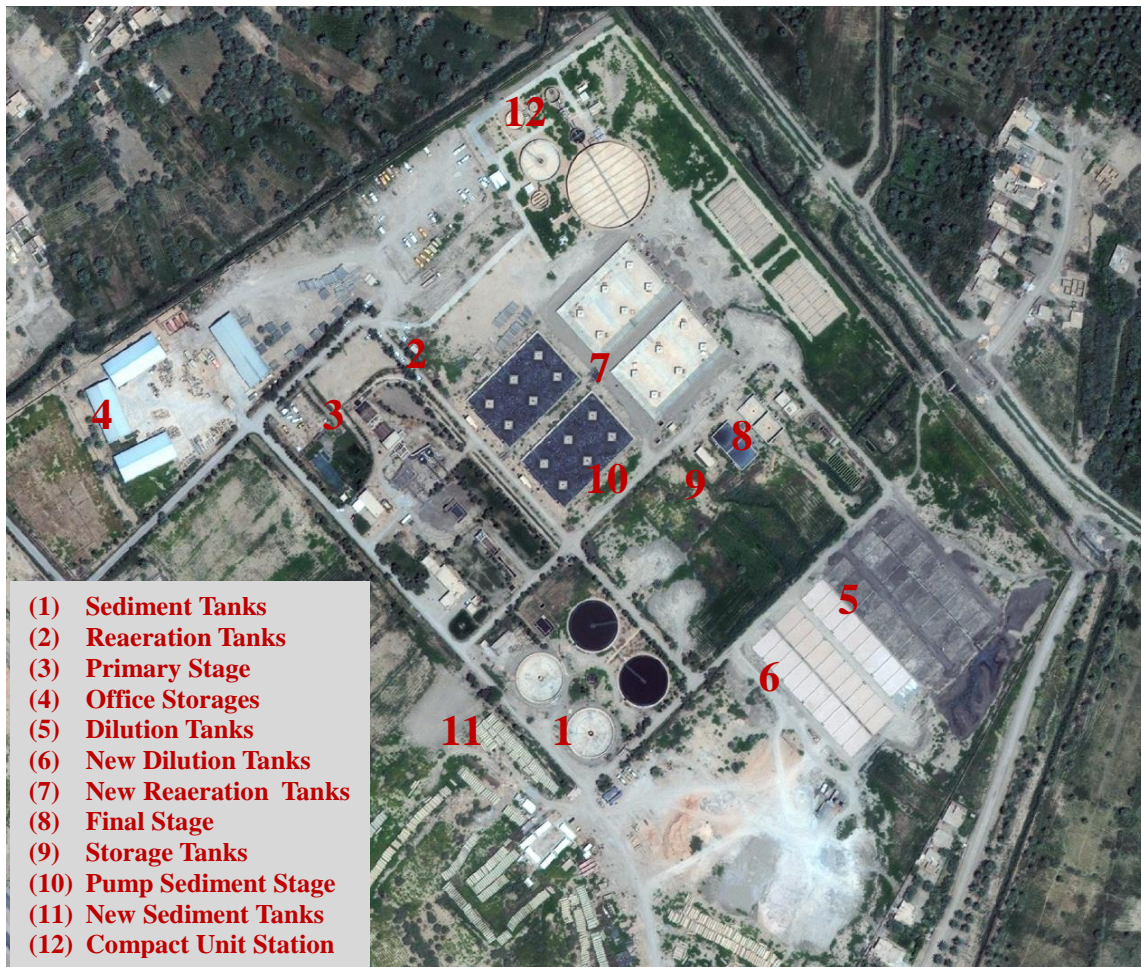 12
2
7
4
3
8
10
9
5
6
11
1
(1) Sediment Tanks
(2) Reaeration Tanks
(3) Primary Stage
(4) Office Storages
(5) Dilution Tanks
(6) New Dilution Tanks
(7) New Reaeration Tanks
(8) Final Stage
(9) Storage Tanks
(10) Pump Sediment Stage
(11) New Sediment Tanks
(12) Compact Unit Station